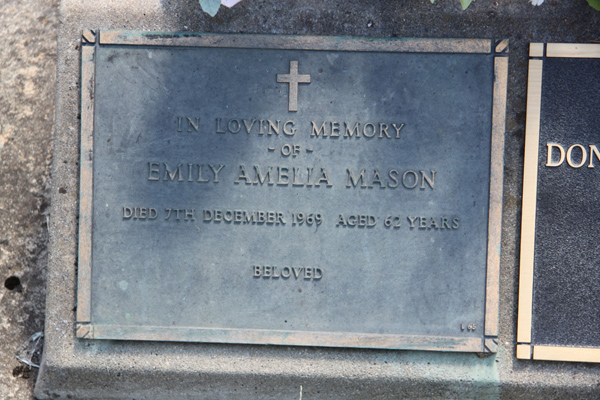 IN LOVING MEMORY
- OF -
EMILY AMELIA MASON
DIED 7TH DECEMBER 1969 AGED 62 YEARS
BELOVED
DON